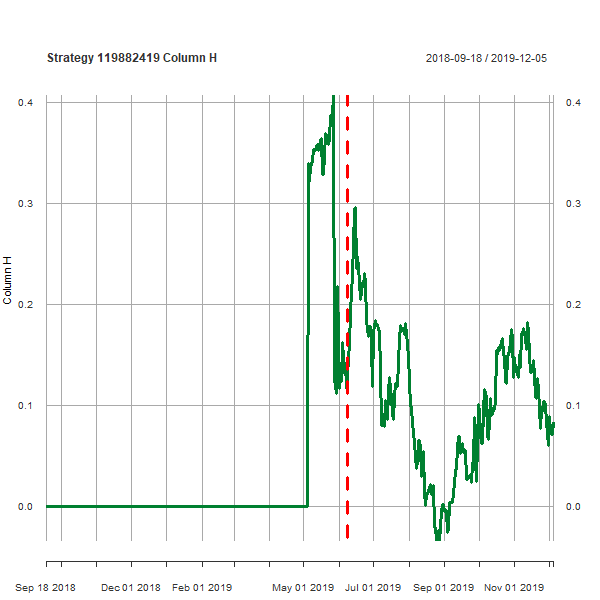 Strategy 119882419 Column H
2018-09-18 / 2019-12-05
0.4 0.4
0.3 0.3
0.2 0.2
0.1 0.1
0.0 0.0
Column H
Sep 18 2018 Dec 01 2018 Feb 01 2019 May 01 2019 Jul 01 2019 Sep 01 2019 Nov 01 2019